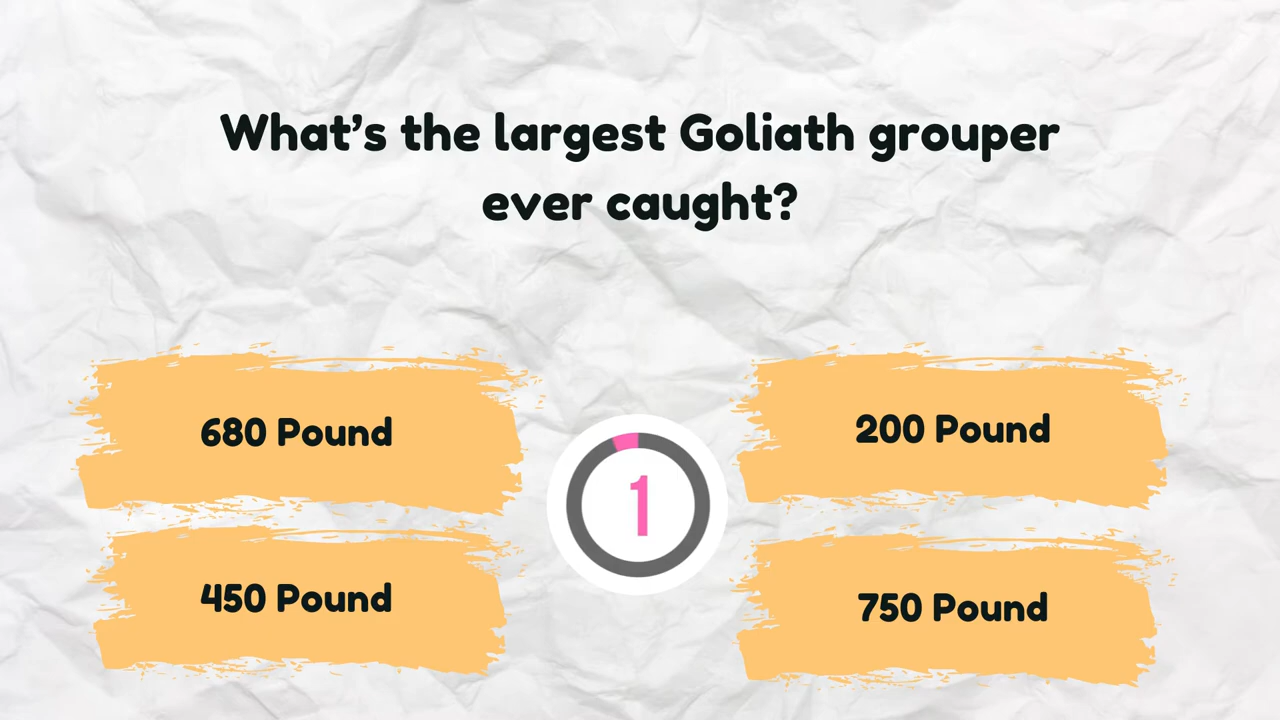 What's the largest Goliath grouper
ever caught?
680 Pound
200 Pound
1
450 Pound
750 Pound